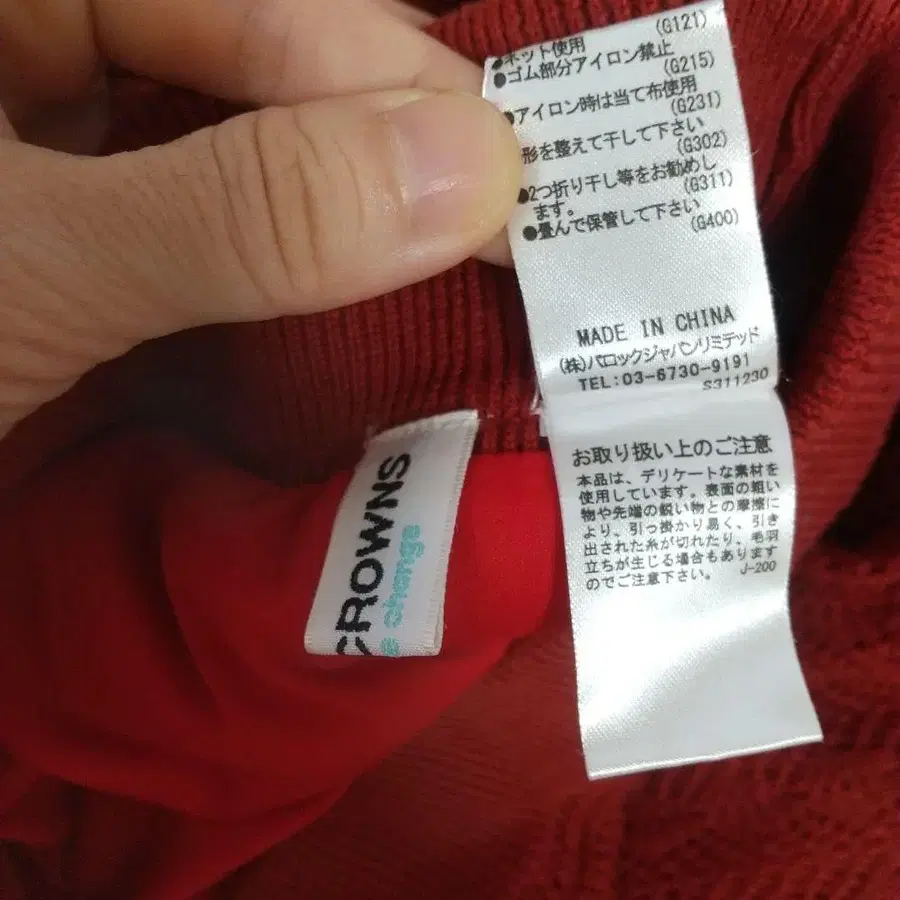 ●ネット使用 (G121)
●ゴム部分アイロン禁止 (G215)
●アイロン時は当て布使用 (G231)
形を整えて干して下さい (G302)
●2つ折り干し等をお勧めします。 (G311)
●畳んで保管して下さい (G400)
MADE IN CHINA
(株)バロックジャパンリミテッド
TEL:03-6730-9191
S311230
お取り扱い上のご注意
本品は、デリケートな素材を
使用しています。表面の粗い
物や先端の鋭い物との摩擦に
より、引っ掛かり易く、引き
出された糸が切れたり、毛羽
立ちが生じる場合もあります
のでご注意下さい。 J-200
CROWNS
change